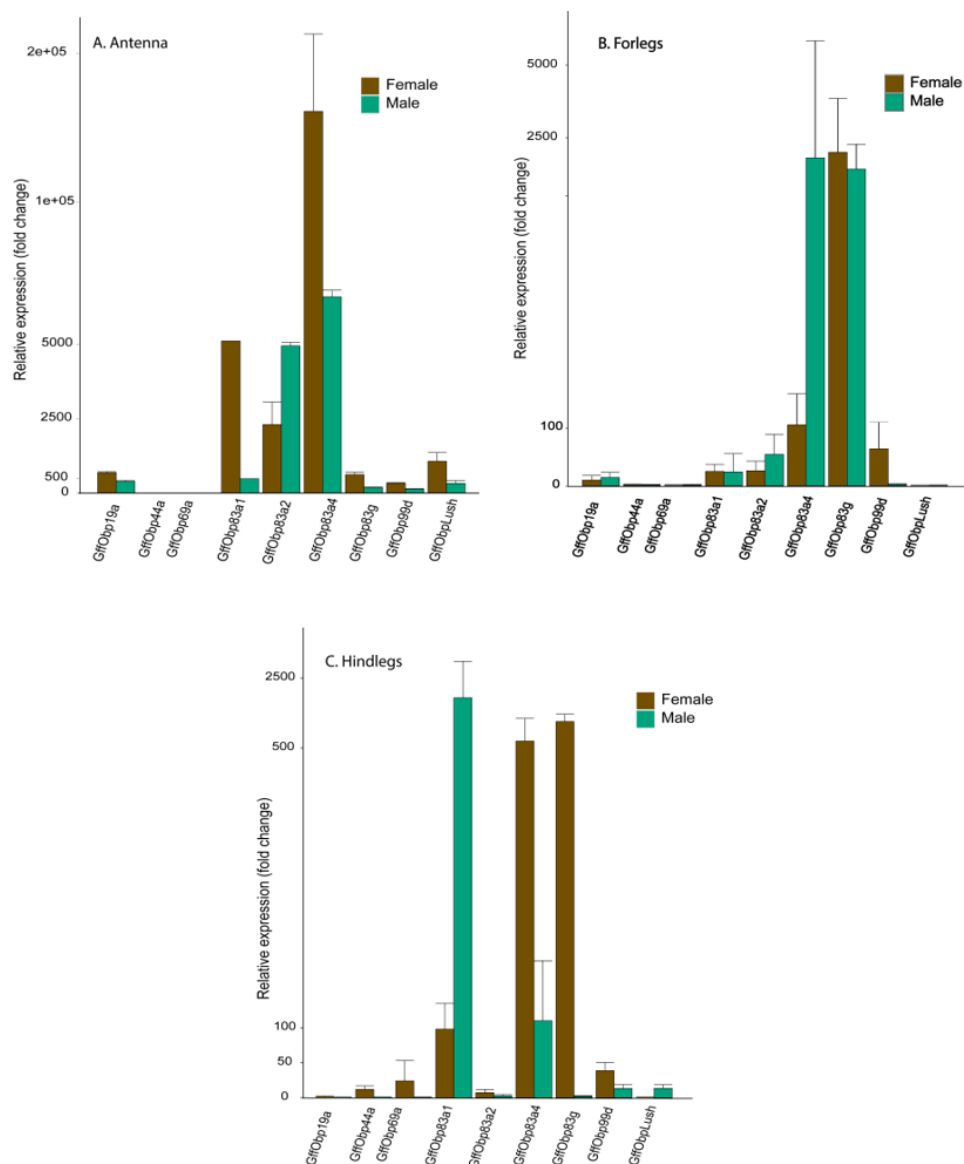 A. Antenna
Female
Male
Relative expression (fold change)
2e+05
1e+05
5000
2500
500
0
GffObp19a
GffObp44a
GffObp69a
GffObp83a1
GffObp83a2
GffObp83a4
GffObp83g
GffObp99d
GffObpLush
B. Forlegs
Female
Male
Relative expression (fold change)
5000
2500
100
0
GffObp19a
GffObp44a
GffObp69a
GffObp83a1
GffObp83a2
GffObp83a4
GffObp83g
GffObp99d
GffObpLush
C. Hindlegs
Female
Male
Relative expression (fold change)
2500
500
100
50
0
GffObp19a
GffObp44a
GffObp69a
GffObp83a1
GffObp83a2
GffObp83a4
GffObp83g
GffObp99d
GffObpLush